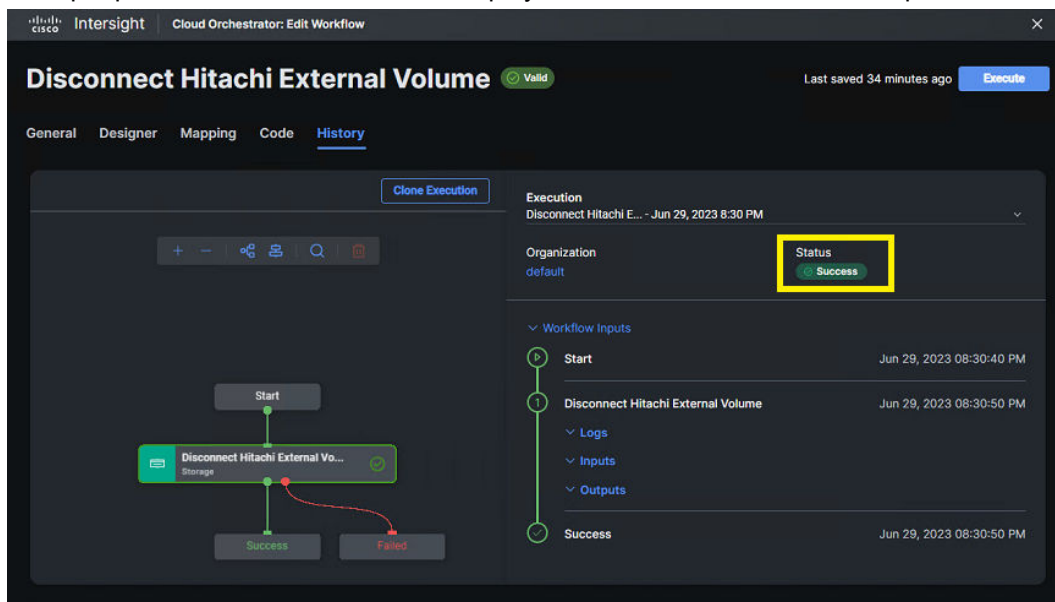 cisco Intersight Cloud Orchestrator: Edit Workflow
Disconnect Hitachi External Volume Valid
Last saved 34 minutes ago Execute
General Designer Mapping Code History
Clone Execution
Start
Disconnect Hitachi External Vo...
Storage
Success Failed
Execution
Disconnect Hitachi E... - Jun 29, 2023 8:30 PM
Organization Status
default Success
Workflow Inputs
Start Jun 29, 2023 08:30:40 PM
1 Disconnect Hitachi External Volume Jun 29, 2023 08:30:50 PM
Logs
Inputs
Outputs
Success Jun 29, 2023 08:30:50 PM